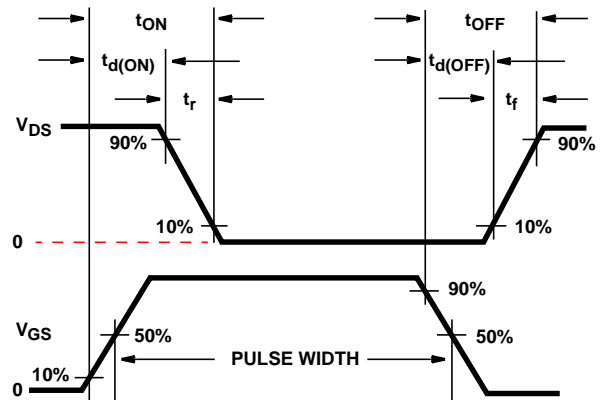 tON
tOFF
td(ON)
td(OFF)
tr
tf
VDS
90%
90%
10%
10%
0
90%
VGS
50%
50%
PULSE WIDTH
10%
0